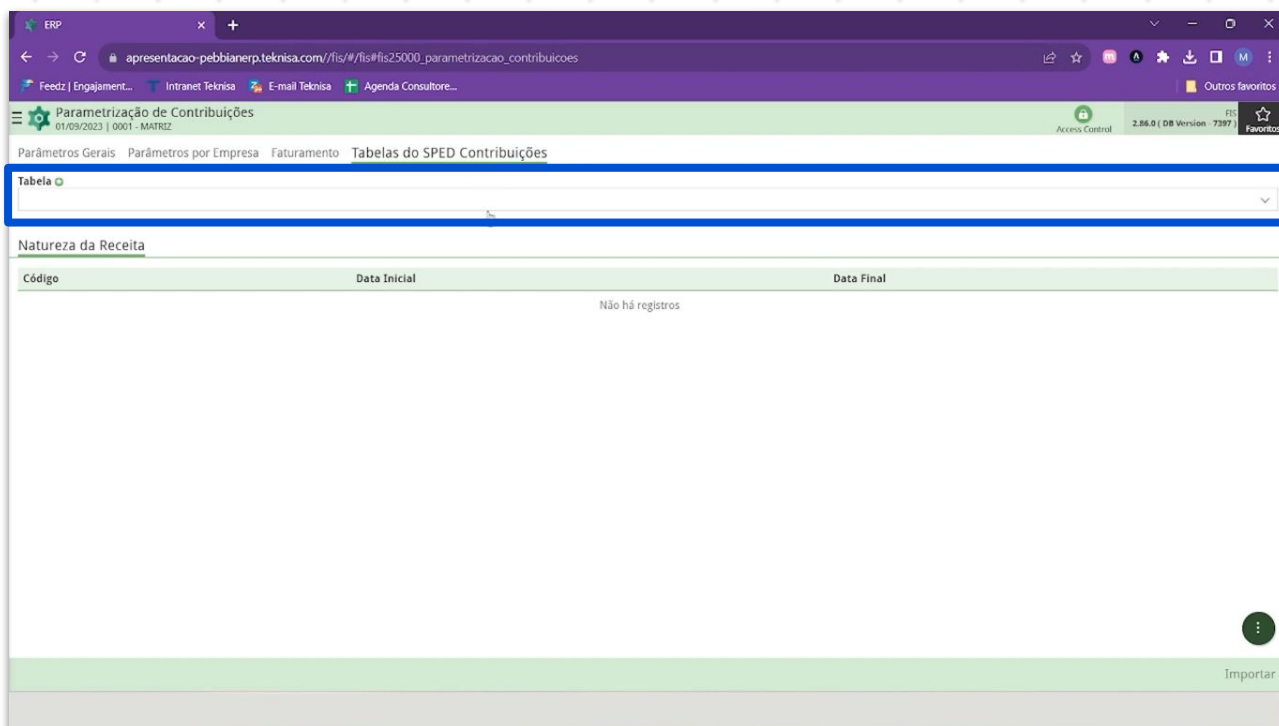 ERP
apresentacao-pebbianerp.teknisa.com//fis/#/fis#fis25000_parametrizacao_contribuicoes
Feedz | Engajament... Intranet Teknisa E-mail Teknisa Agenda Consultore... Outros favoritos
Parametrização de Contribuições
01/09/2023 | 0001 - MATRIZ
Access Control
FIS
2.86.0 ( DB Version - 7397 )
Favoritos
Parâmetros Gerais Parâmetros por Empresa Faturamento Tabelas do SPED Contribuições
Tabela
Natureza da Receita
Código Data Inicial Data Final
Não há registros
Importar